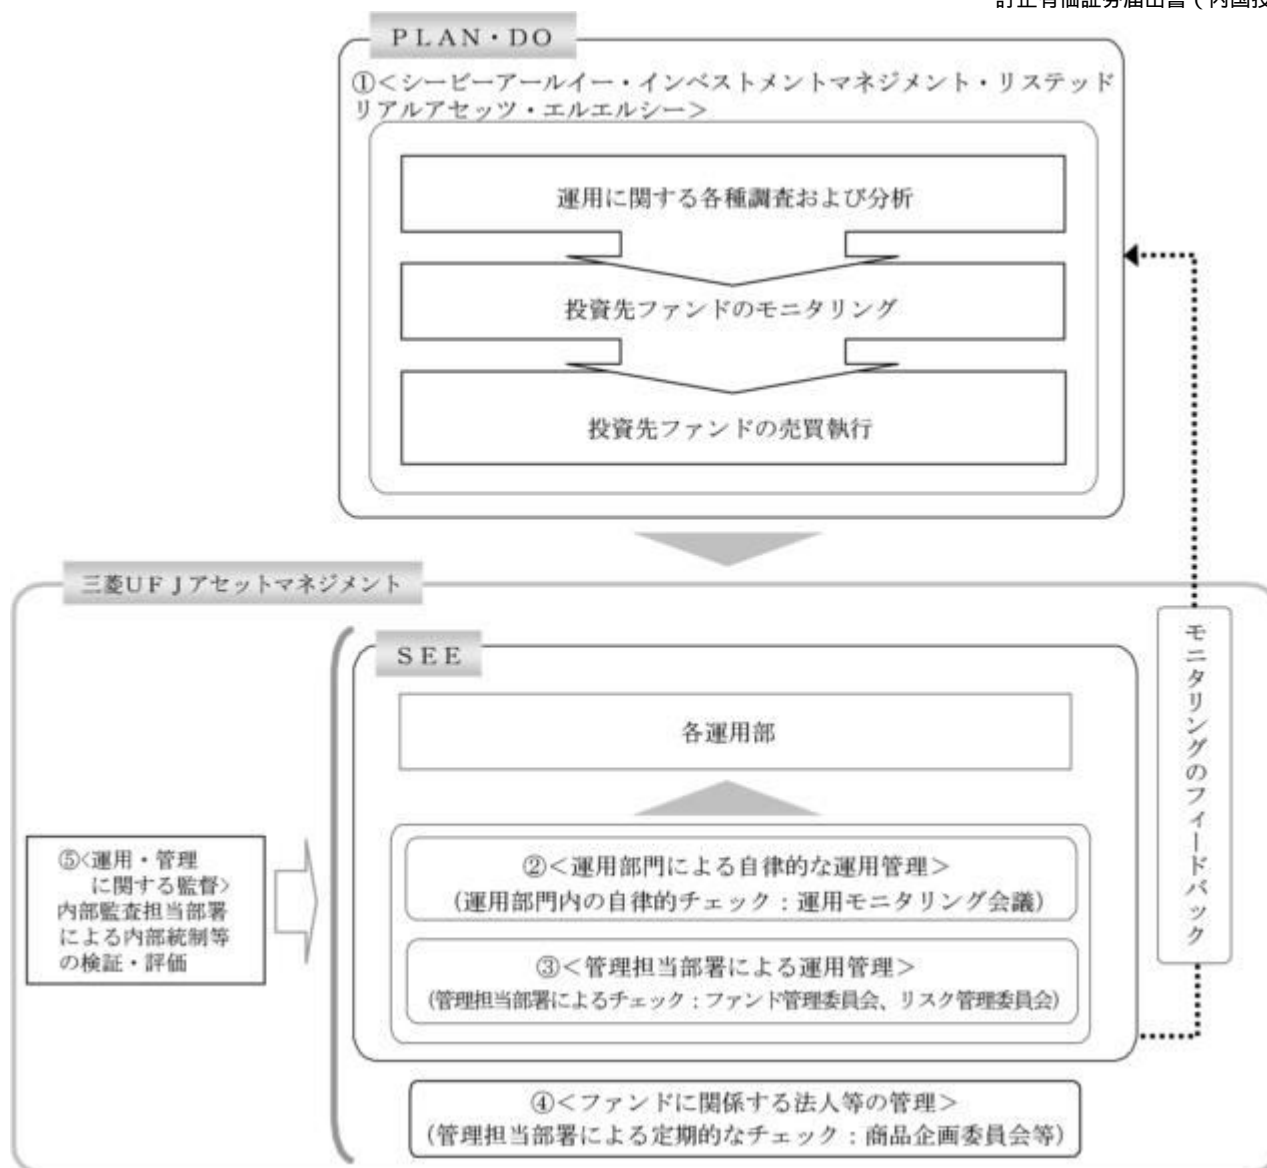 訂正有価証券届出書（内国投
ＰＬＡＮ・ＤＯ
①＜シービーアールイー・インベストメントマネジメント・リステッド
リアルアセッツ・エルエルシー＞
運用に関する各種調査および分析
投資先ファンドのモニタリング
投資先ファンドの売買執行
三菱ＵＦＪアセットマネジメント
ＳＥＥ
各運用部
②＜運用部門による自律的な運用管理＞
（運用部門内の自律的チェック：運用モニタリング会議）
③＜管理担当部署による運用管理＞
（管理担当部署によるチェック：ファンド管理委員会、リスク管理委員会）
④＜ファンドに関係する法人等の管理＞
（管理担当部署による定期的なチェック：商品企画委員会等）
⑤＜運用・管理
に関する監督＞
内部監査担当部署
による内部統制等
の検証・評価
モニタリングのフィードバック